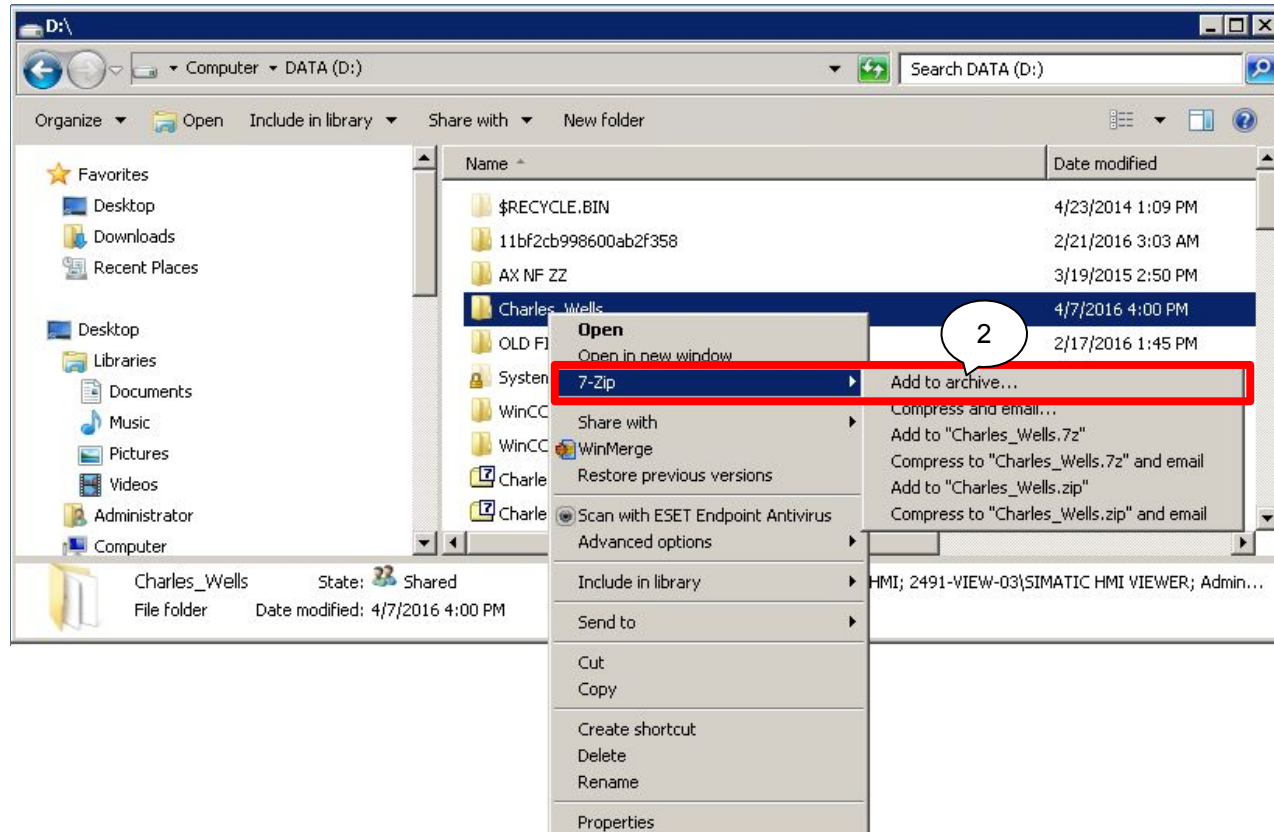 D:\
Computer DATA (D:)
Search DATA (D:)
Organize Open Include in library Share with New folder
Favorites
Desktop
Downloads
Recent Places
Desktop
Libraries
Documents
Music
Pictures
Videos
Administrator
Computer
Name Date modified
$RECYCLE.BIN 4/23/2014 1:09 PM
11bf2cb998600ab2f358 2/21/2016 3:03 AM
AX NF ZZ 3/19/2015 2:50 PM
Charles_Wells 4/7/2016 4:00 PM
OLD FI 2/17/2016 1:45 PM
System
WinCC
WinCC
Charle
Charle
Open
Open in new window
7-Zip
Share with
WinMerge
Restore previous versions
Scan with ESET Endpoint Antivirus
Advanced options
Include in library
Send to
Cut
Copy
Create shortcut
Delete
Rename
Properties
2
Add to archive...
Compress and email...
Add to "Charles_Wells.7z"
Compress to "Charles_Wells.7z" and email
Add to "Charles_Wells.zip"
Compress to "Charles_Wells.zip" and email
Charles_Wells State: Shared
HMI; 2491-VIEW-03\SIMATIC HMI VIEWER; Admin...
File folder Date modified: 4/7/2016 4:00 PM